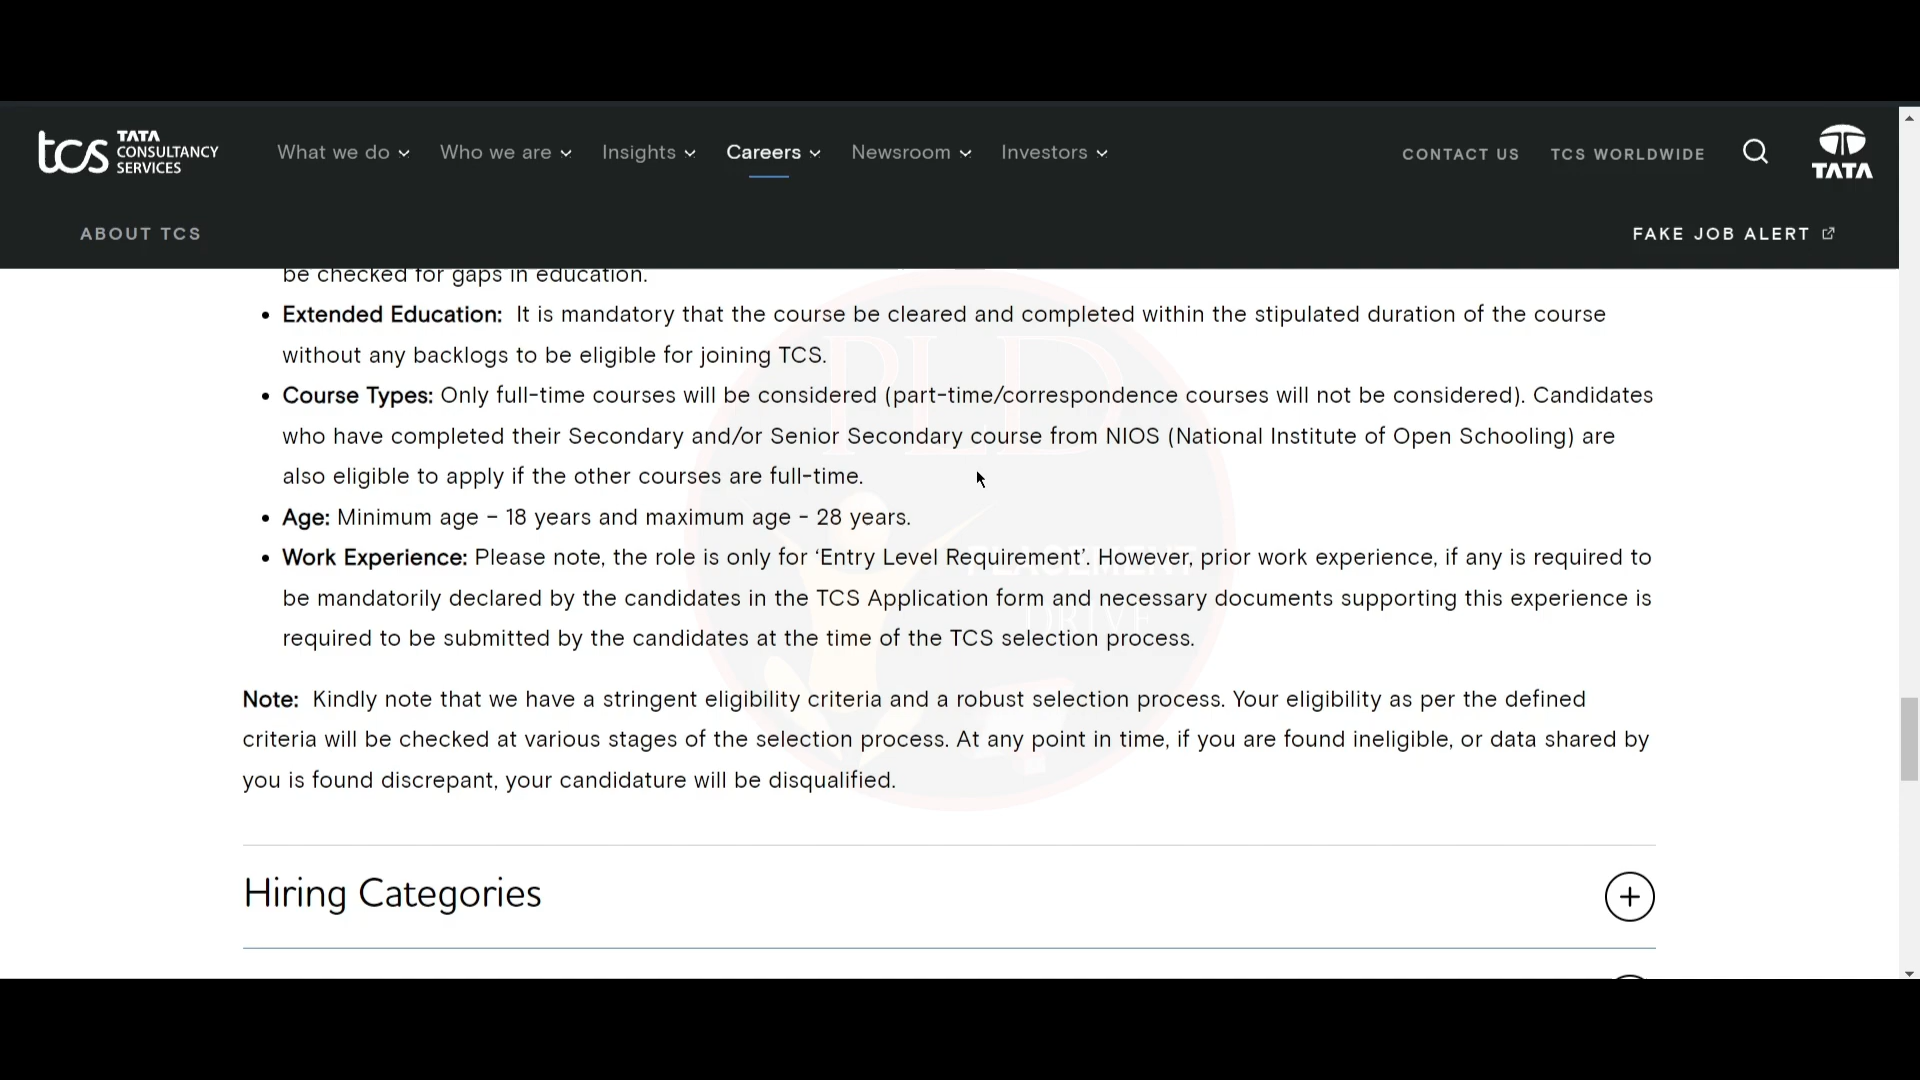 tcs TATA CONSULTANCY SERVICES
What we do
Who we are
Insights
Careers
Newsroom
Investors
CONTACT US
TCS WORLDWIDE
TATA
ABOUT TCS
FAKE JOB ALERT
be checked for gaps in education.
• Extended Education: It is mandatory that the course be cleared and completed within the stipulated duration of the course
without any backlogs to be eligible for joining TCS.
• Course Types: Only full-time courses will be considered (part-time/correspondence courses will not be considered). Candidates
who have completed their Secondary and/or Senior Secondary course from NIOS (National Institute of Open Schooling) are
also eligible to apply if the other courses are full-time.
• Age: Minimum age – 18 years and maximum age - 28 years.
• Work Experience: Please note, the role is only for ‘Entry Level Requirement’. However, prior work experience, if any is required to
be mandatorily declared by the candidates in the TCS Application form and necessary documents supporting this experience is
required to be submitted by the candidates at the time of the TCS selection process.
Note: Kindly note that we have a stringent eligibility criteria and a robust selection process. Your eligibility as per the defined
criteria will be checked at various stages of the selection process. At any point in time, if you are found ineligible, or data shared by
you is found discrepant, your candidature will be disqualified.
Hiring Categories
PLD
PLACEMENT
DRIVE